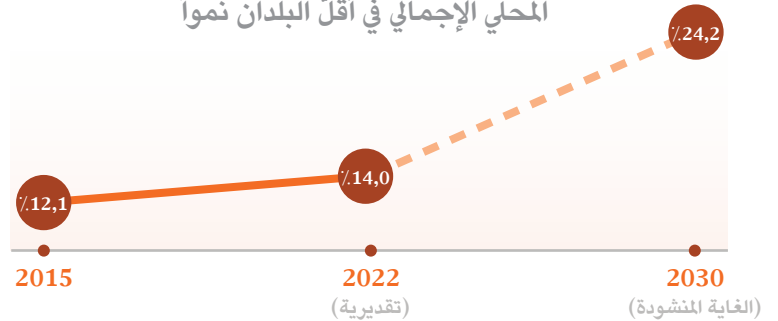 المحلي الإجمالي في أقلّ البلدان نموا
٪24,2
٪14,0
٪12,1
2015
2022
2030
(تقديرية)
(الغاية المنشودة)